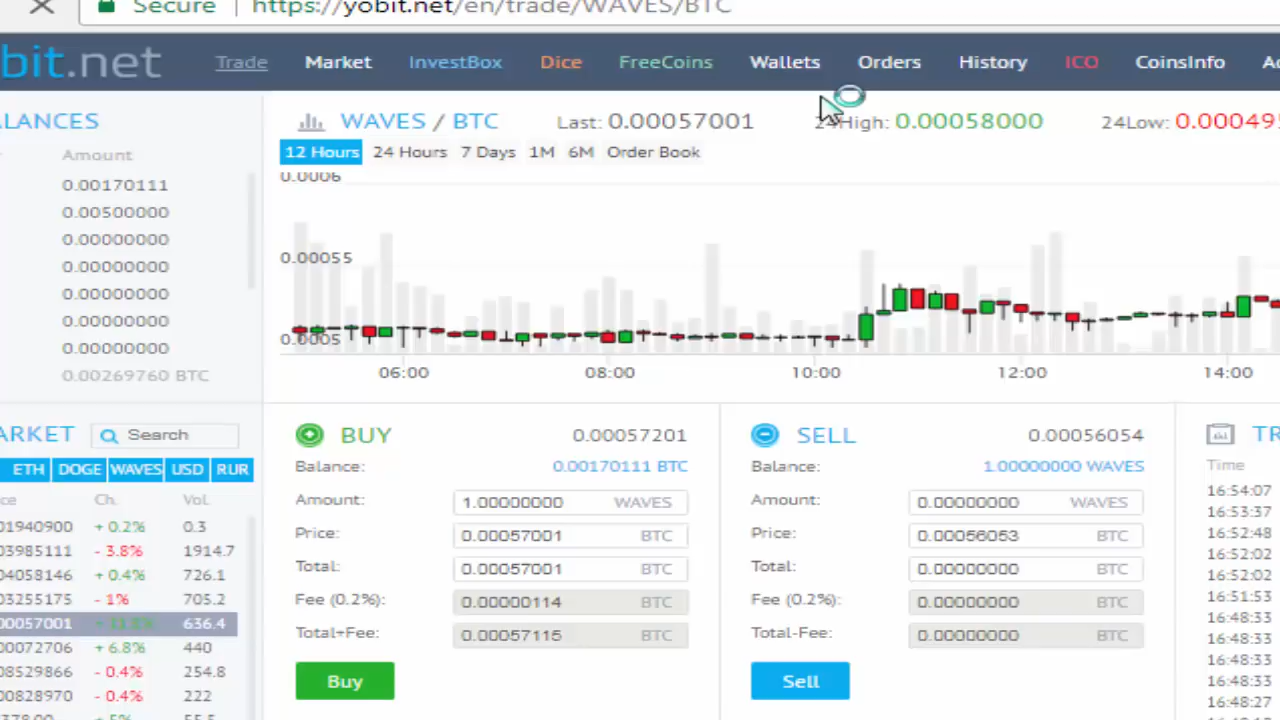 Secure https://yobit.net/en/trade/WAVES/BTC
bit.net Trade Market InvestBox Dice FreeCoins Wallets Orders History ICO CoinsInfo
ALANCES
Amount
0.00170111
0.00500000
0.00000000
0.00000000
0.00000000
0.00000000
0.00000000
0.00269760 BTC
WAVES / BTC Last: 0.00057001 24High: 0.00058000 24Low: 0.000495
12 Hours 24 Hours 7 Days 1M 6M Order Book
0.0006
0.00055
0.0005
06:00 08:00 10:00 12:00 14:00
ARKET Search
ETH DOGE WAVES USD RUR
ce Ch. Vol.
01940900 + 0.2% 0.3
03985111 - 3.8% 1914.7
04058146 + 0.4% 726.1
03255175 - 1% 705.2
00057001 636.4
00072706 + 6.8% 440
08529866 - 0.4% 254.8
00828970 - 0.4% 222
BUY 0.00057201
Balance: 0.00170111 BTC
Amount: 1.00000000 WAVES
Price: 0.00057001 BTC
Total: 0.00057001 BTC
Fee (0.2%): 0.00000114 BTC
Total+Fee: 0.00057115 BTC
Buy
SELL 0.00056054
Balance: 1.00000000 WAVES
Amount: 0.00000000 WAVES
Price: 0.00056053 BTC
Total: 0.00000000 BTC
Fee (0.2%): 0.00000000 BTC
Total-Fee: 0.00000000 BTC
Sell
TR
Time
16:54:07
16:53:37
16:52:48
16:52:02
16:52:02
16:51:53
16:48:33
16:48:33
16:48:33
16:48:33
16:48:27